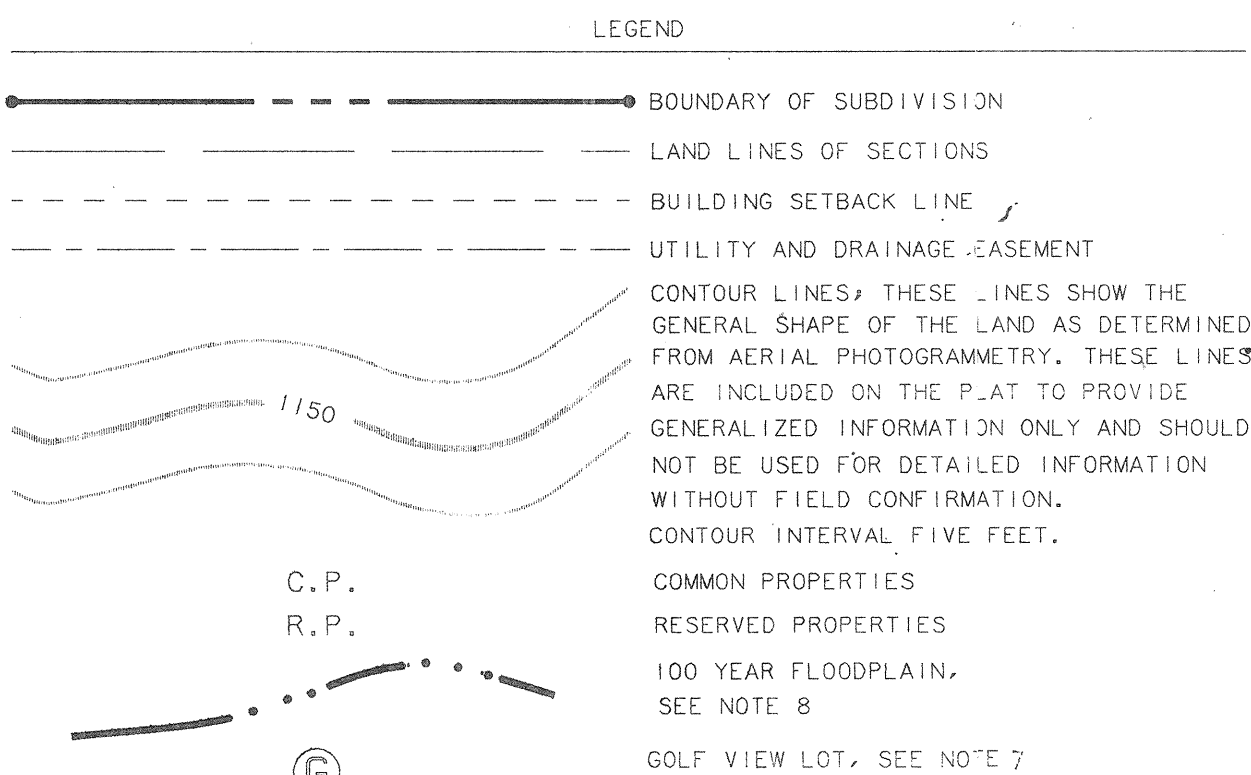 LEGEND
BOUNDARY OF SUBDIVISION
LAND LINES OF SECTIONS
BUILDING SETBACK LINE
UTILITY AND DRAINAGE EASEMENT
CONTOUR LINES, THESE LINES SHOW THE
GENERAL SHAPE OF THE LAND AS DETERMINED
FROM AERIAL PHOTOGRAMMETRY. THESE LINES
ARE INCLUDED ON THE PLAT TO PROVIDE
1150
GENERALIZED INFORMATION ONLY AND SHOULD
NOT BE USED FOR DETAILED INFORMATION
WITHOUT FIELD CONFIRMATION.
CONTOUR INTERVAL FIVE FEET.
C.P. COMMON PROPERTIES
R.P. RESERVED PROPERTIES
100 YEAR FLOODPLAIN,
SEE NOTE 8
G GOLF VIEW LOT, SEE NOTE 7